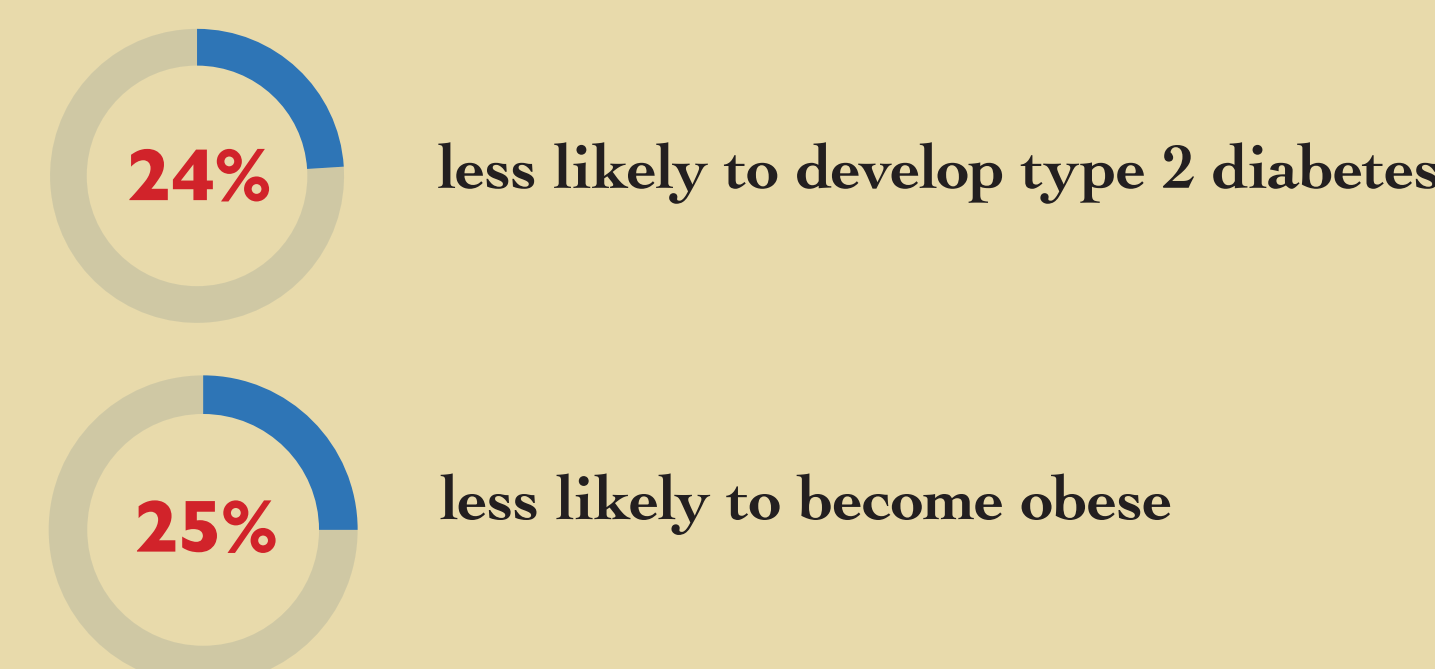 24%
less likely to develop type 2 diabetes
25%
less likely to become obese